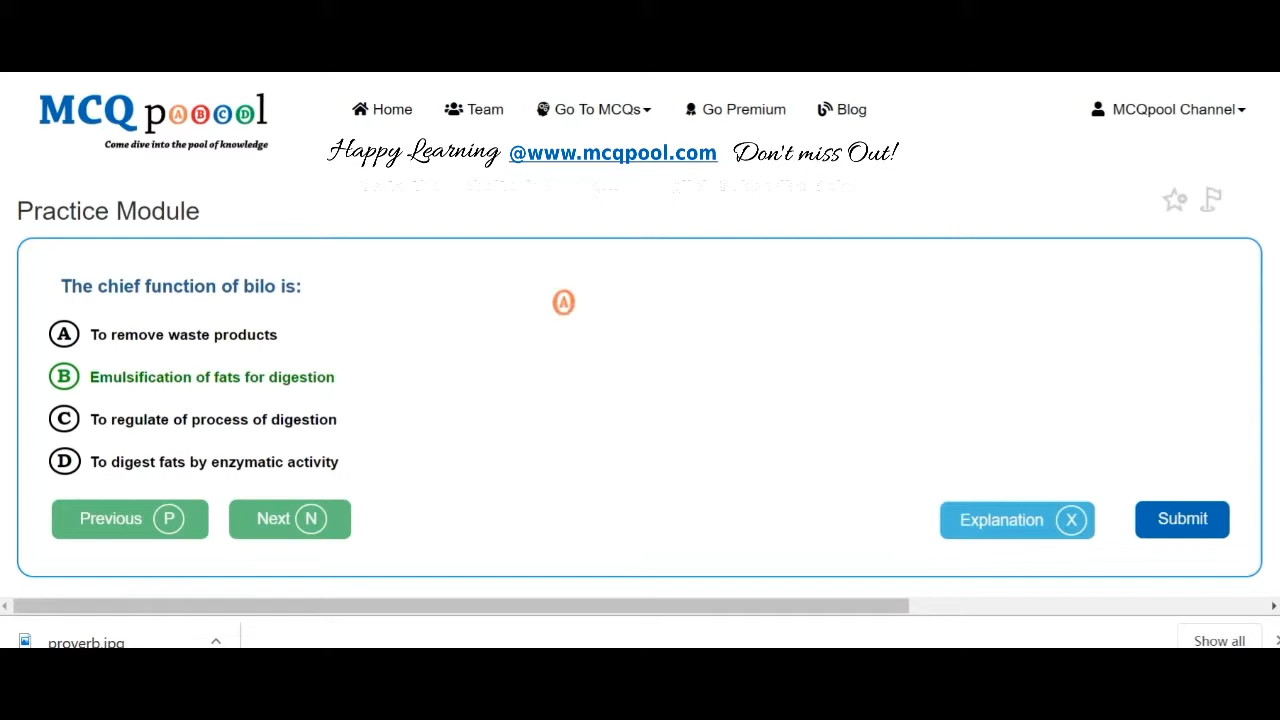 MCQ pool
Come dive into the pool of knowledge
Home Team Go To MCQs Go Premium Blog MCQpool Channel
Happy Learning @www.mcqpool.com Don't miss Out!
Practice Module
The chief function of bilo is:
A
A To remove waste products
B Emulsification of fats for digestion
C To regulate of process of digestion
D To digest fats by enzymatic activity
Previous P Next N Explanation X Submit
proverb.jpg Show all